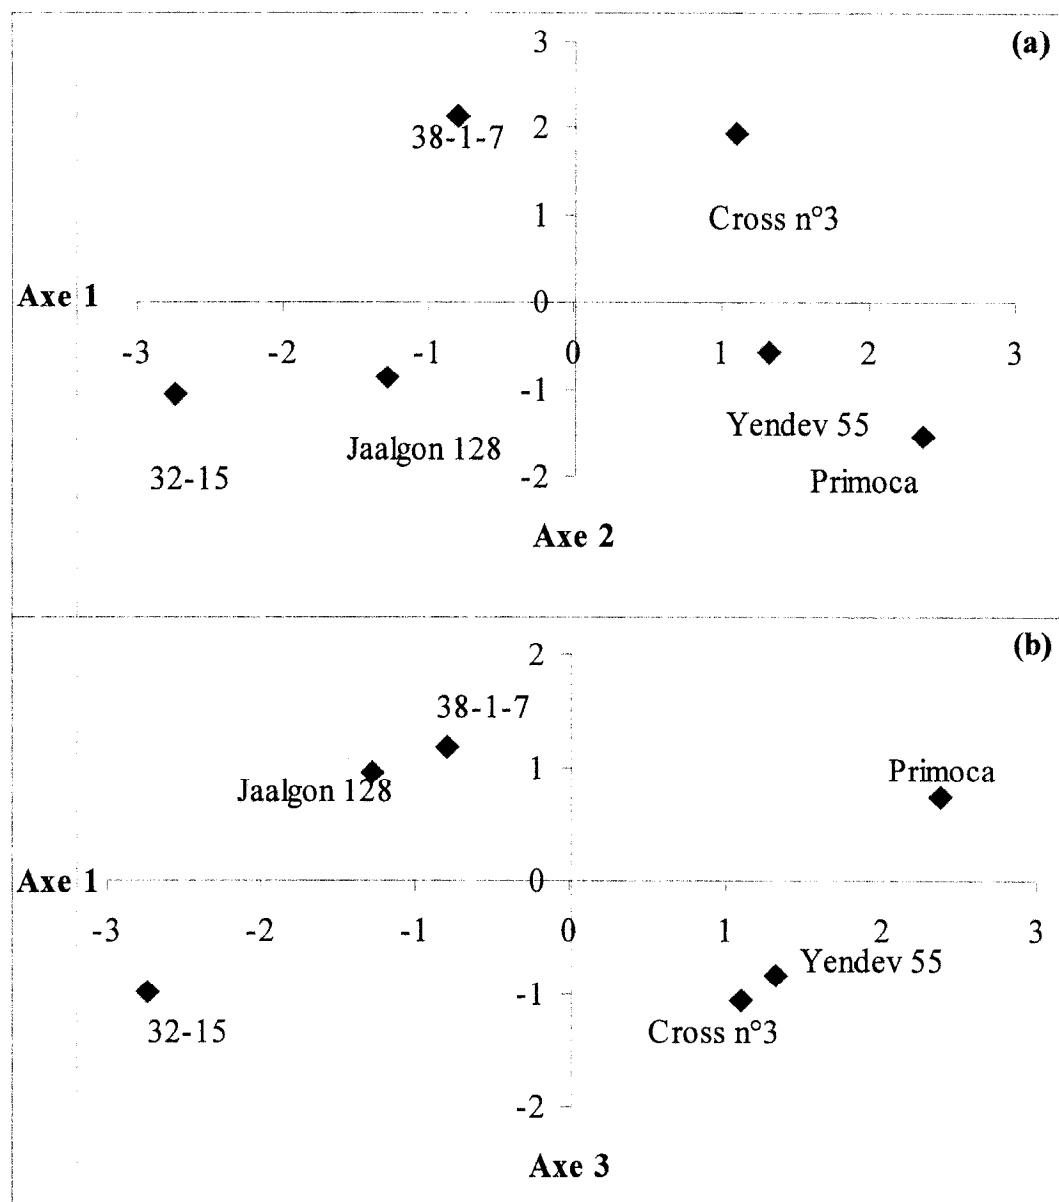 3 (a)
38-1-7
2
Cross n°3
1
Axe 1
0
-3 -2 -1 0 1 2 3
-1
Jaalgon 128
Yendev 55
32-15
-2
Primoca
Axe 2
2 (b)
38-1-7
Jaalgon 128
1
Primoca
Axe 1
0
-3 -2 -1 0 1 2 3
Yendev 55
-1
32-15
Cross n°3
-2
Axe 3